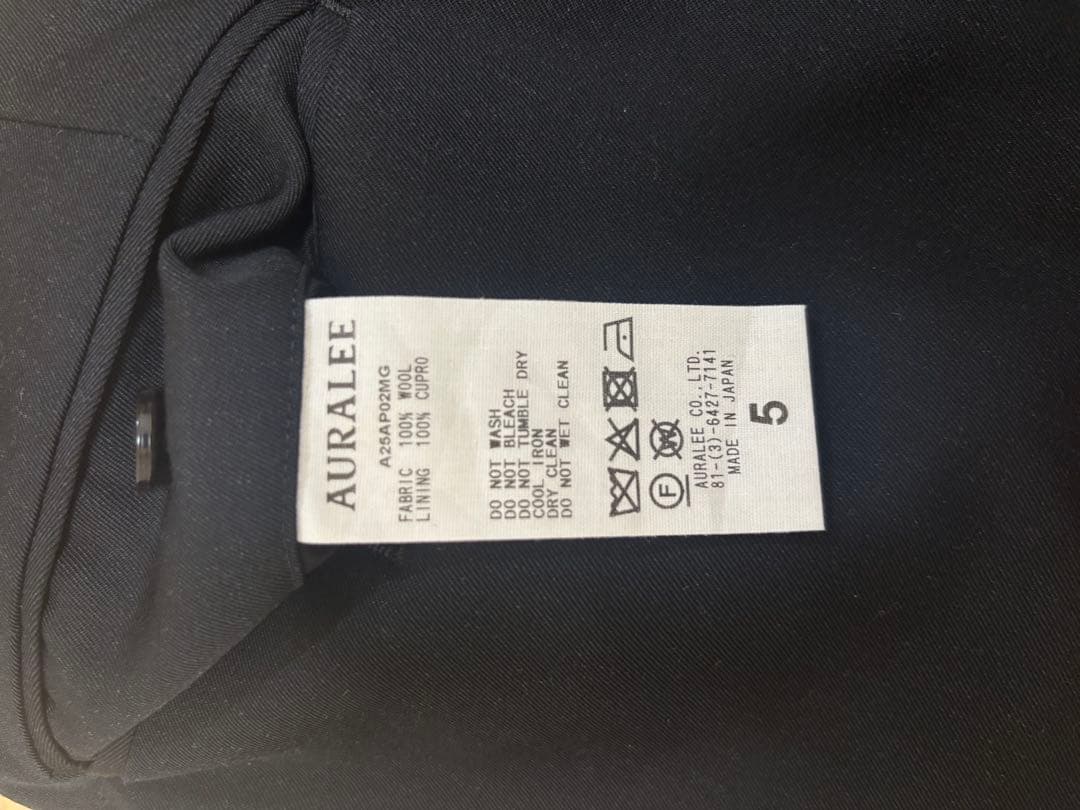 AURALEE
A25AP02MG
FABRIC 100% WOOL
LINING 100% CUPRO
DO NOT WASH
DO NOT BLEACH
DO NOT TUMBLE DRY
COOL IRON
DRY CLEAN
DO NOT WET CLEAN
F W
AURALEE CO.,LTD.
81-(3)-6427-7141
MADE IN JAPAN
5